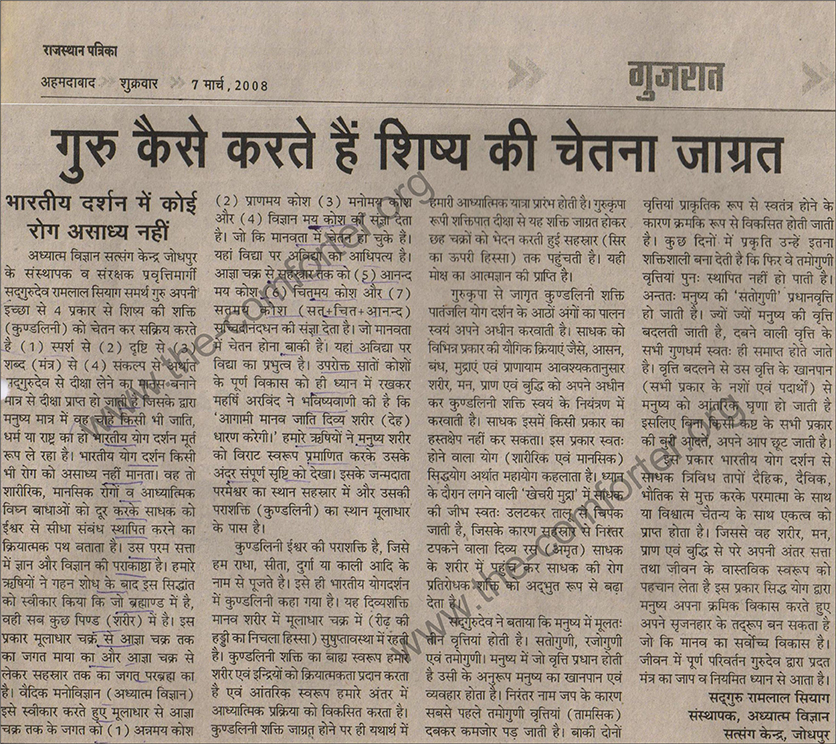 राजस्थान पत्रिका
अहमदाबाद >> शुक्रवार >> 7 मार्च, 2008
गुजरात
गुरु कैसे करते हैं शिष्य की चेतना जाग्रत
भारतीय दर्शन में कोई
रोग असाध्य नहीं
अध्यात्म विज्ञान सत्संग केन्द्र जोधपुर
के संस्थापक व संरक्षक प्रवृत्तिमार्गी
सद्गुरुदेव रामलाल सियाग समर्थ गुरु अपनी
इच्छा से 4 प्रकार से शिष्य की शक्ति
(कुण्डलिनी) को चेतन कर सक्रिय करते
है (1) स्पर्श से (2) दृष्टि से (3)
शब्द (मंत्र) से (4) संकल्प अर्थात
सद्गुरुदेव से दीक्षा लेने का मानस बनाने
मात्र से दीक्षा प्राप्त हो जाती है। जिसके द्वारा
मनुष्य मात्र में वह चाहे किसी भी जाति,
धर्म या राष्ट्र का हो भारतीय योग दर्शन मूर्त
रूप ले रहा है। भारतीय योग दर्शन किसी
भी रोग को असाध्य नहीं मानता। वह तो
शारीरिक, मानसिक रोगों व आध्यात्मिक
विघ्न बाधाओं को दूर करके साधक को
ईश्वर से सीधा संबंध स्थापित करने का
क्रियात्मक पथ बताता है। उस परम सत्ता
में ज्ञान और विज्ञान की पराकाष्ठा है। हमारे
ऋषियों ने गहन शोध के बाद इस सिद्धांत
को स्वीकार किया कि जो ब्रह्माण्ड में है,
वही सब कुछ पिण्ड (शरीर) में है। इस
प्रकार मूलाधार चक्र से आज्ञा चक्र तक
का जगत माया का और आज्ञा चक्र से
लेकर सहस्त्रार तक का जगत परब्रह्म का
है। वैदिक मनोविज्ञान (अध्यात्म विज्ञान)
इसे स्वीकार करते हुए मूलाधार से आज्ञा
चक्र तक के जगत को (1) अन्नमय कोश
(2) प्राणमय कोश (3) मनोमय कोश
और (4) विज्ञान मय कोश की संज्ञा देता
है। जो कि मानवता में चेतन हो चुके है।
यहां विद्या पर अविद्या का आधिपत्य है।
आज्ञा चक्र से सहस्त्रार तक को (5) आनन्द
मय कोश (6) चित्तमय कोश और (7)
सतमय कोश (सत्+चित+आनन्द)
सच्चिदानंदघन की संज्ञा देता है। जो मानवता
में चेतन होना बाकी है। यहां अविद्या पर
विद्या का प्रभुत्व है। उपरोक्त सातों कोशों
के पूर्ण विकास को ही ध्यान में रखकर
महर्षि अरविंद ने भविष्यवाणी की है कि
'आगामी मानव जाति दिव्य शरीर (देह)
धारण करेगी।' हमारे ऋषियों ने मनुष्य शरीर
को विराट स्वरूप प्रमाणित करके उसके
अंदर संपूर्ण सृष्टि को देखा। इसके जन्मदाता
परमेश्वर का स्थान सहस्त्रार में और उसकी
पराशक्ति (कुण्डलिनी) का स्थान मूलाधार
के पास है।
कुण्डलिनी ईश्वर की पराशक्ति है, जिसे
हम राधा, सीता, दुर्गा या काली आदि के
नाम से पूजते है। इसे ही भारतीय योगदर्शन
में कुण्डलिनी कहा गया है। यह दिव्यशक्ति
मानव शरीर में मूलाधार चक्र में (रीढ़ की
हड्डी का निचला हिस्सा) सुषुप्तावस्था में रहती
है। कुण्डलिनी शक्ति का बाह्य स्वरूप हमारे
शरीर एवं इन्द्रियों को क्रियात्मकता प्रदान करता
है एवं आंतरिक स्वरूप हमारे अंतर में
आध्यात्मिक प्रक्रिया को विकसित करता है।
कुण्डलिनी शक्ति जाग्रत होने पर ही यथार्थ में
हमारी आध्यात्मिक यात्रा प्रारंभ होती है। गुरुकृपा
रूपी शक्तिपात दीक्षा से यह शक्ति जाग्रत होकर
छह चक्रों को भेदन करती हुई सहस्त्रार (सिर
का ऊपरी हिस्सा) तक पहुंचती है। यही
मोक्ष का आत्मज्ञान की प्राप्ति है।
गुरुकृपा से जागृत कुण्डलिनी शक्ति
पातंजलि योग दर्शन के आठों अंगों का पालन
स्वयं अपने अधीन करवाती है। साधक को
विभिन्न प्रकार की यौगिक क्रियाएं जैसे, आसन,
बंध, मुद्राएं एवं प्राणायाम आवश्यकतानुसार
शरीर, मन, प्राण एवं बुद्धि को अपने अधीन
कर कुण्डलिनी शक्ति स्वयं के नियंत्रण में
करवाती है। साधक इसमें किसी प्रकार का
हस्तक्षेप नहीं कर सकता। इस प्रकार स्वतः
होने वाला योग (शारीरिक एवं मानसिक)
सिद्धयोग अर्थात महायोग कहलाता है। ध्यान
के दौरान लगने वाली 'खेचरी मुद्रा' में साधक
की जीभ स्वतः उलटकर तालू से चिपक
जाती है, जिसके कारण सहस्त्रार से निरंतर
टपकने वाला दिव्य रस (अमृत) साधक
के शरीर में पहुंचकर साधक की रोग
प्रतिरोधक शक्ति को अद्भुत रूप से बढ़ा
देता है।
सद्गुरुदेव ने बताया कि मनुष्य में मूलतः
तीन वृत्तियां होती है। सतोगुणी, रजोगुणी
एवं तमोगुणी। मनुष्य में जो वृत्ति प्रधान होती
है उसी के अनुरूप मनुष्य का खानपान एवं
व्यवहार होता है। निरंतर नाम जप के कारण
सबसे पहले तमोगुणी वृत्तियां (तामसिक)
दबकर कमजोर पड़ जाती है। बाकी दोनों
वृत्तियां प्राकृतिक रूप से स्वतंत्र होने के
कारण क्रमकि रूप से विकसित होती जाती
है। कुछ दिनों में प्रकृति उन्हें इतना
शक्तिशाली बना देती है कि फिर वे तमोगुणी
वृत्तियां पुनः स्थापित नहीं हो पाती है।
अन्ततः मनुष्य की 'सतोगुणी' प्रधानवृत्ति
हो जाती है। ज्यों ज्यों मनुष्य की वृत्ति
बदलती जाती है, दबने वाली वृत्ति के
सभी गुणधर्म स्वतः ही समाप्त होते जाते
है। वृत्ति बदलने से उस वृत्ति के खानपान
(सभी प्रकार के नशों एवं पदार्थों) से
मनुष्य को आंतरिक घृणा हो जाती है
इसलिए बिना किसी कष्ट के सभी प्रकार
की बुरी आदतें, अपने आप छूट जाती है।
इस प्रकार भारतीय योग दर्शन से
साधक त्रिविध तापों दैहिक, दैविक,
भौतिक से मुक्त करके परमात्मा के साथ
या विश्वात्म चैतन्य के साथ एकत्व को
प्राप्त होता है। जिससे वह शरीर, मन,
प्राण एवं बुद्धि से परे अपनी अंतर सत्ता
तथा जीवन के वास्तविक स्वरूप को
पहचान लेता है इस प्रकार सिद्ध योग द्वारा
मनुष्य अपना क्रमिक विकास करते हुए
अपने सृजनहार के तद्रूप बन सकता है
जो कि मानव का सर्वोच्च विकास है।
जीवन में पूर्ण परिवर्तन गुरुदेव द्वारा प्रदत
मंत्र का जाप व नियमित ध्यान से आता है।
सद्गुरु रामलाल सियाग
संस्थापक, अध्यात्म विज्ञान
सत्संग केन्द्र, जोधपुर
www.the-comforter.org
www.the-comforter.org